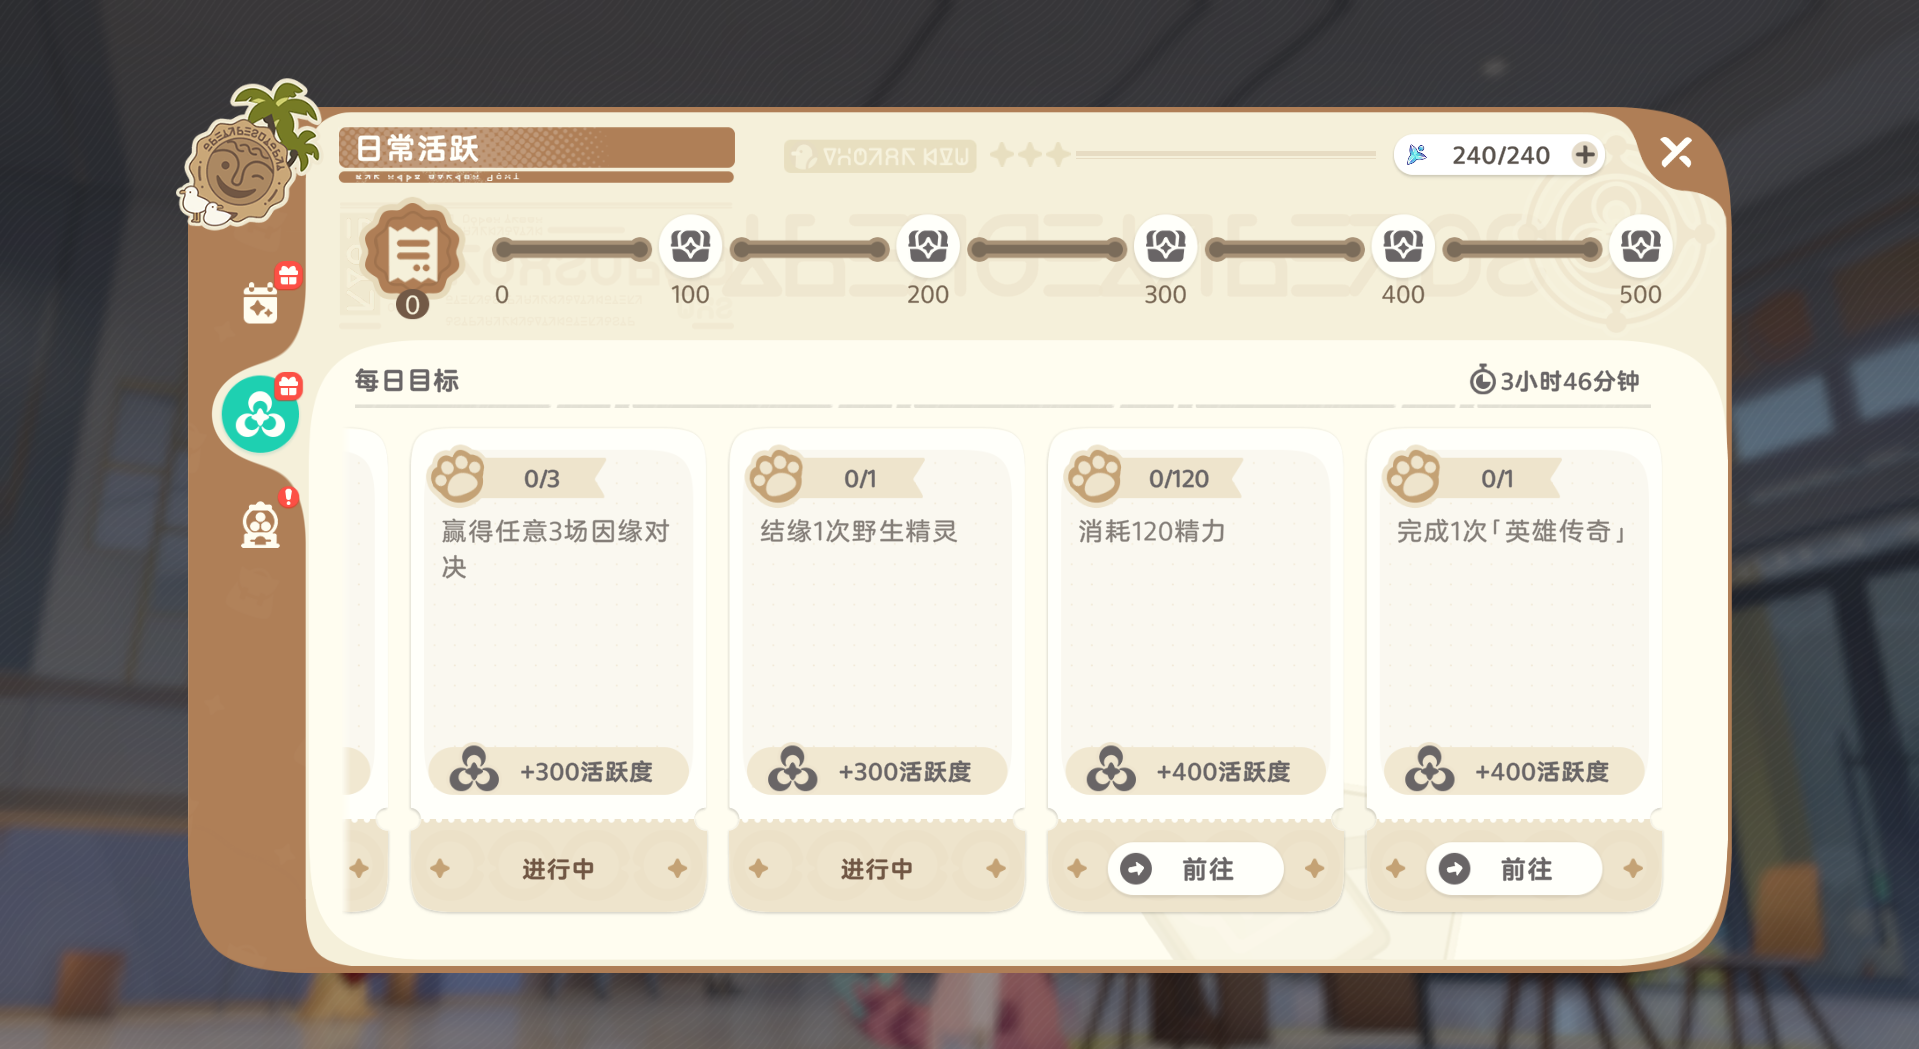 日常活跃
240/240
0
0
100
200
300
400
500
每日目标
3小时46分钟
0/3
赢得任意3场因缘对
决
+300活跃度
进行中
0/1
结缘1次野生精灵
+300活跃度
进行中
0/120
消耗120精力
+400活跃度
前往
0/1
完成1次「英雄传奇」
+400活跃度
前往